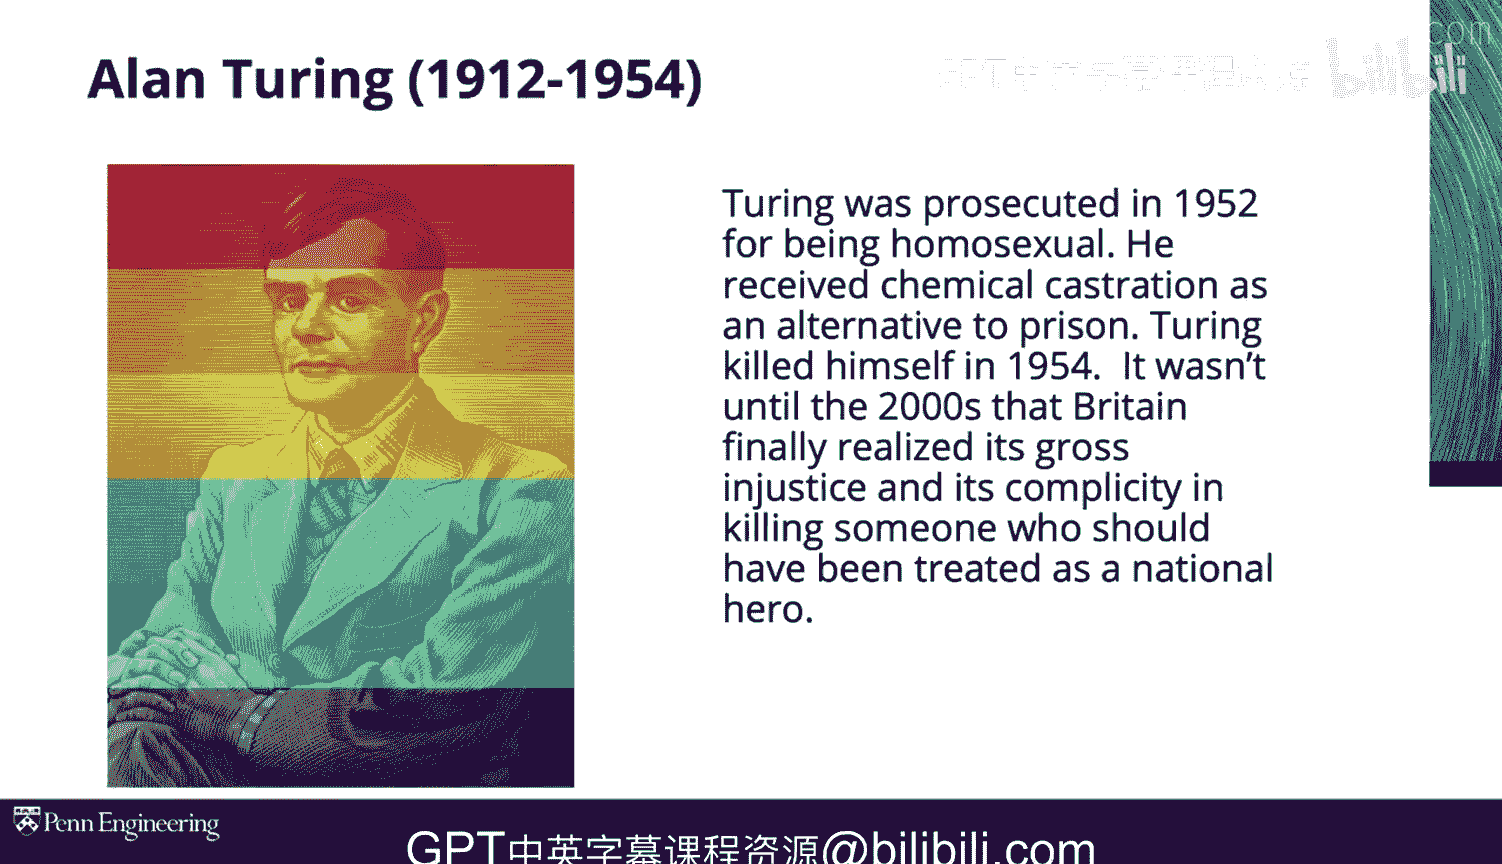 Alan Turing (1912-1954)
bilibili
.com
Turing was prosecuted in 1952
for being homosexual. He
received chemical castration as
an alternative to prison. Turing
killed himself in 1954.  It wasn’t
until the 2000s that Britain
finally realized its gross
injustice and its complicity in
killing someone who should
have been treated as a national
hero.
Penn Engineering
GPT中英字幕课程资源@bilibili.com